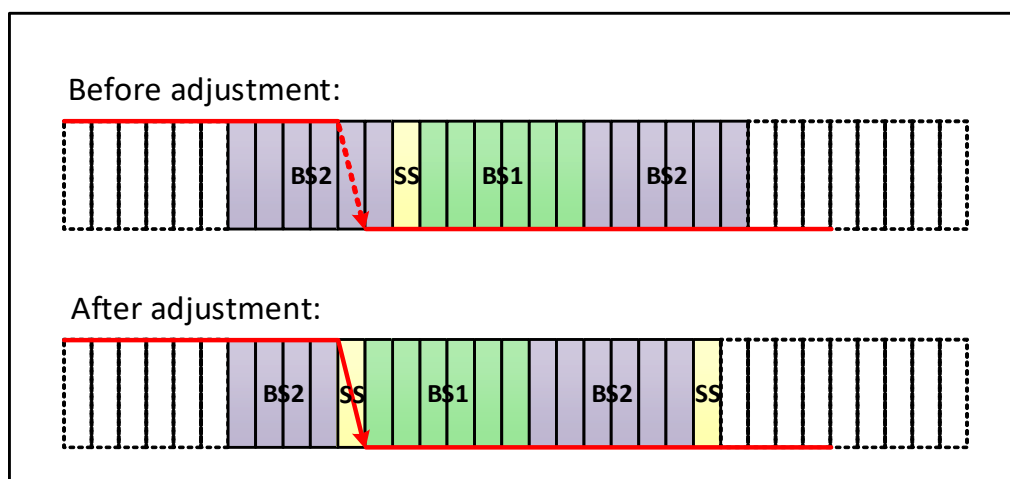 Before adjustment:
BS2 SS BS1 BS2
After adjustment:
BS2 SS BS1 BS2 SS